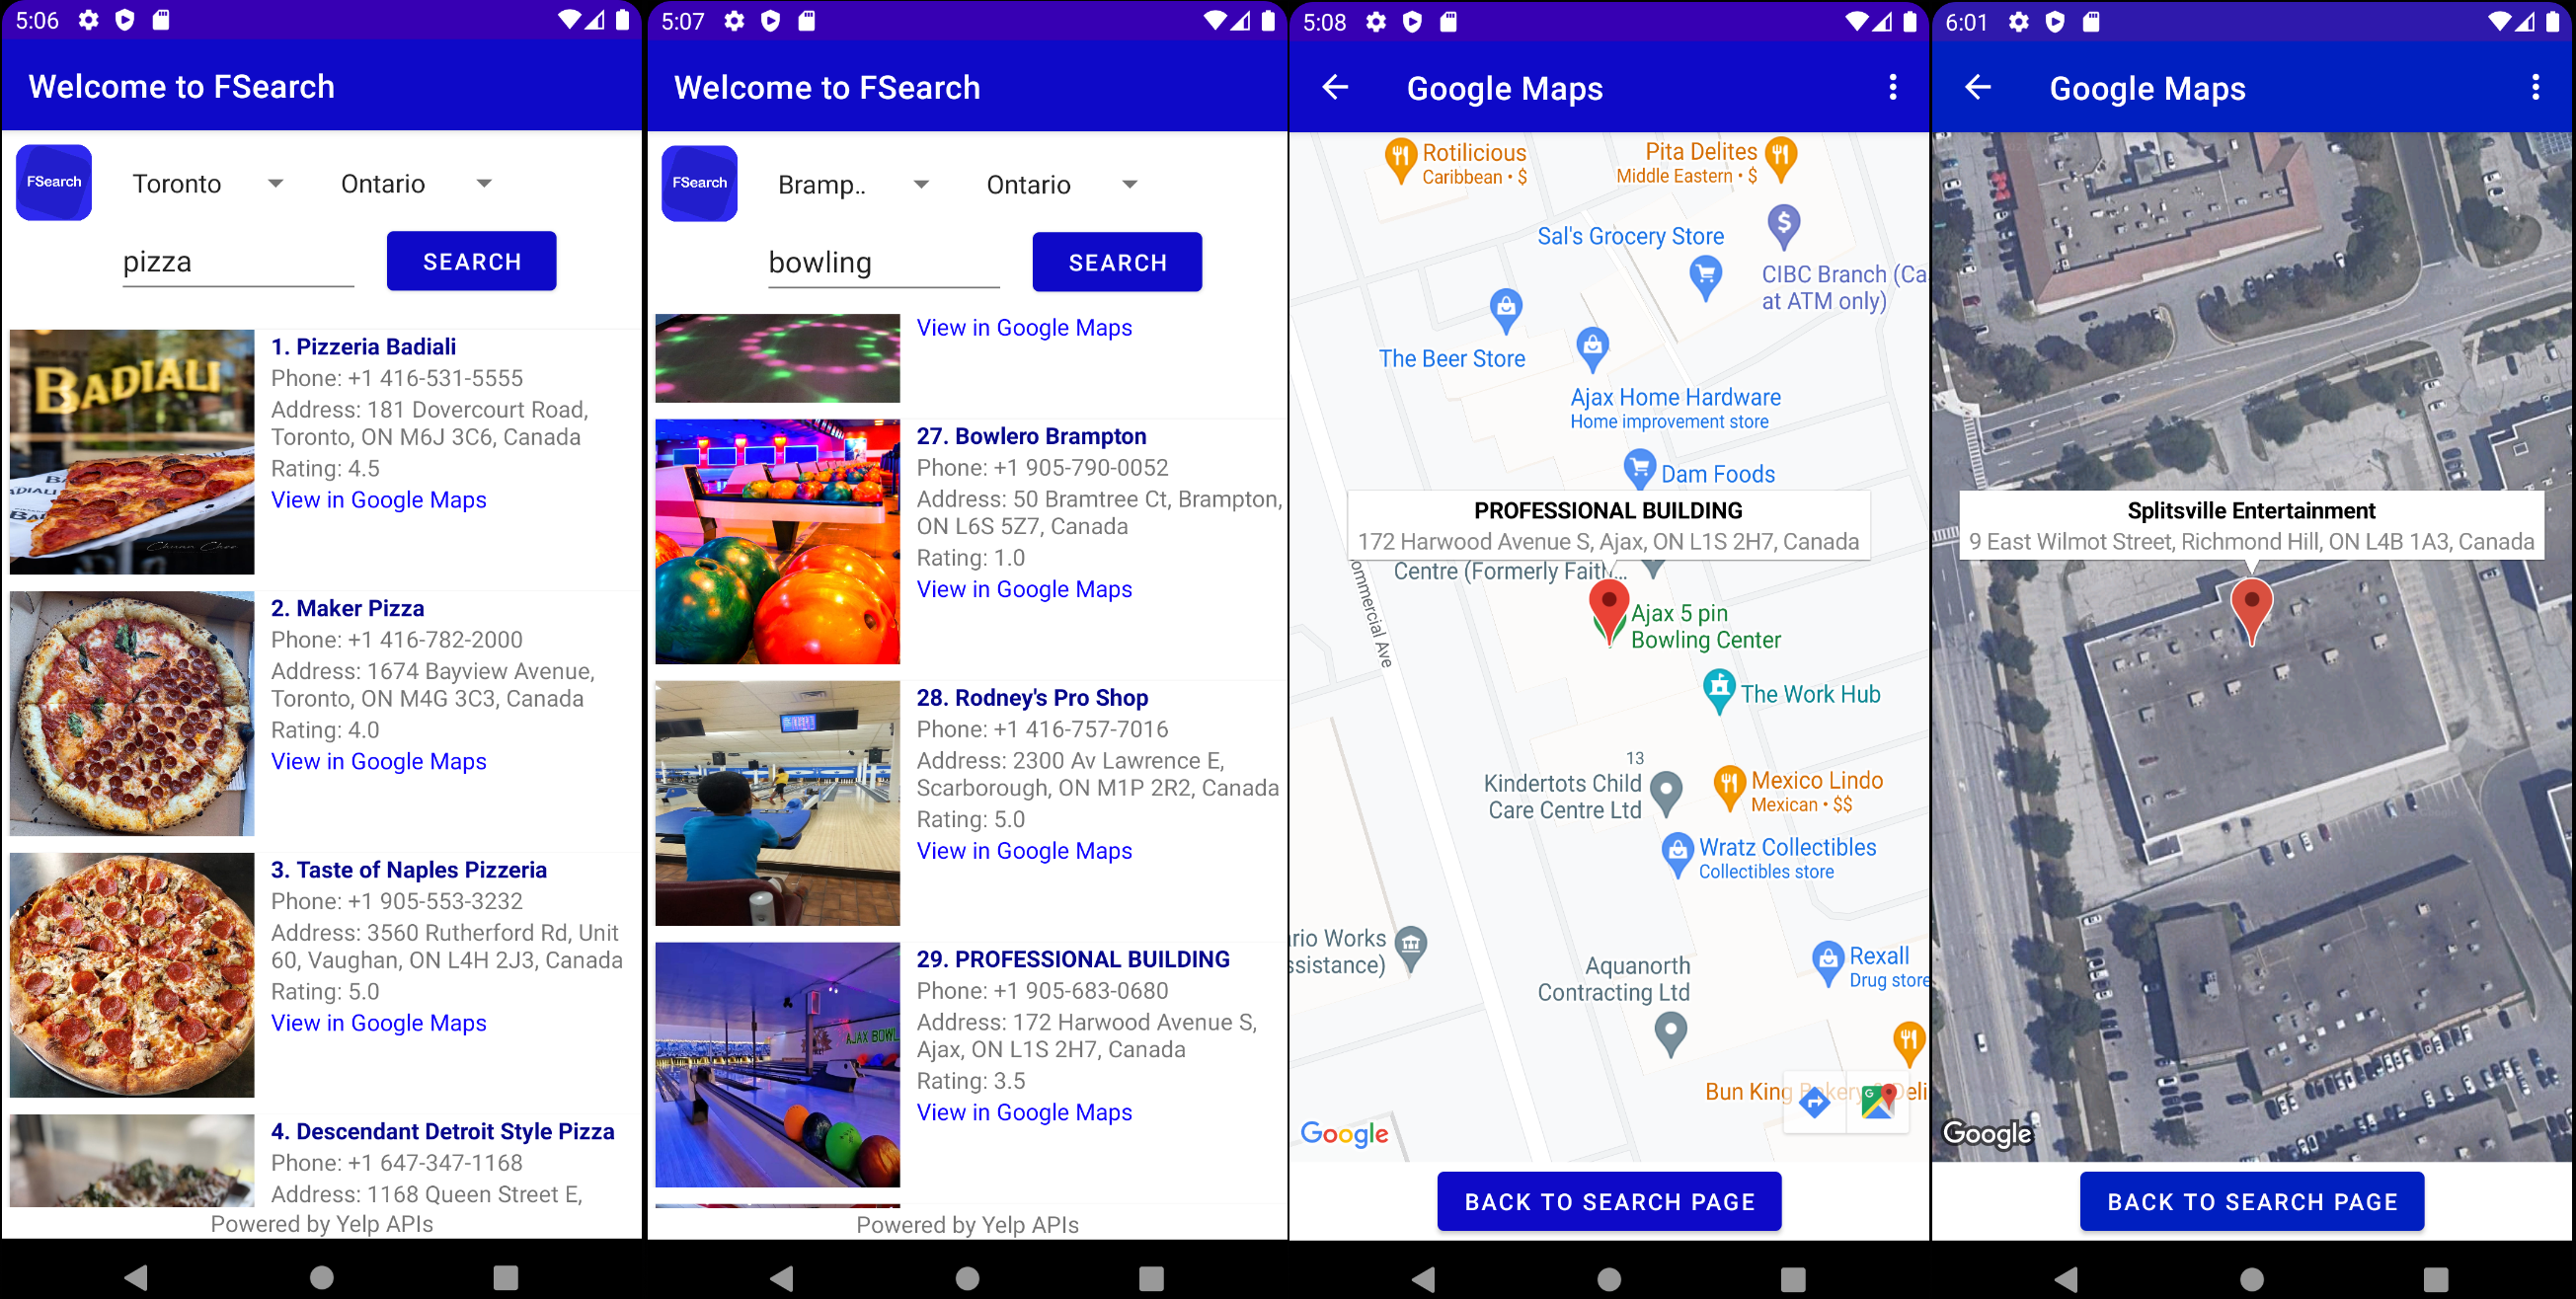 5:06
Welcome to FSearch
FSearch
Toronto
Ontario
pizza
SEARCH
BADIALI
1. Pizzeria Badiali
Phone: +1 416-531-5555
Address: 181 Dovercourt Road,
Toronto, ON M6J 3C6, Canada
Rating: 4.5
View in Google Maps
2. Maker Pizza
Phone: +1 416-782-2000
Address: 1674 Bayview Avenue,
Toronto, ON M4G 3C3, Canada
Rating: 4.0
View in Google Maps
3. Taste of Naples Pizzeria
Phone: +1 905-553-3232
Address: 3560 Rutherford Rd, Unit
60, Vaughan, ON L4H 2J3, Canada
Rating: 5.0
View in Google Maps
4. Descendant Detroit Style Pizza
Phone: +1 647-347-1168
Address: 1168 Queen Street E,
Powered by Yelp APIs
5:07
Welcome to FSearch
FSearch
Bramp..
Ontario
bowling
SEARCH
View in Google Maps
27. Bowlero Brampton
Phone: +1 905-790-0052
Address: 50 Bramtree Ct, Brampton,
ON L6S 5Z7, Canada
Rating: 1.0
View in Google Maps
28. Rodney's Pro Shop
Phone: +1 416-757-7016
Address: 2300 Av Lawrence E,
Scarborough, ON M1P 2R2, Canada
Rating: 5.0
View in Google Maps
29. PROFESSIONAL BUILDING
Phone: +1 905-683-0680
Address: 172 Harwood Avenue S,
Ajax, ON L1S 2H7, Canada
Rating: 3.5
View in Google Maps
AJAX BOWL
Powered by Yelp APIs
5:08
Google Maps
Rotilicious
Caribbean • $
Pita Delites
Middle Eastern • $
Sal's Grocery Store
CIBC Branch (Ca
at ATM only)
The Beer Store
Ajax Home Hardware
Home improvement store
Dam Foods
PROFESSIONAL BUILDING
172 Harwood Avenue S, Ajax, ON L1S 2H7, Canada
Centre (Formerly Faith...
ommercial Ave
Ajax 5 pin
Bowling Center
The Work Hub
13
Kindertots Child
Care Centre Ltd
Mexico Lindo
Mexican • $$
Wratz Collectibles
Collectibles store
rio Works
ssistance)
Aquanorth
Contracting Ltd
Rexall
Drug store
Bun King Bakery & Deli
Google
BACK TO SEARCH PAGE
6:01
Google Maps
Splitsville Entertainment
9 East Wilmot Street, Richmond Hill, ON L4B 1A3, Canada
Google
BACK TO SEARCH PAGE